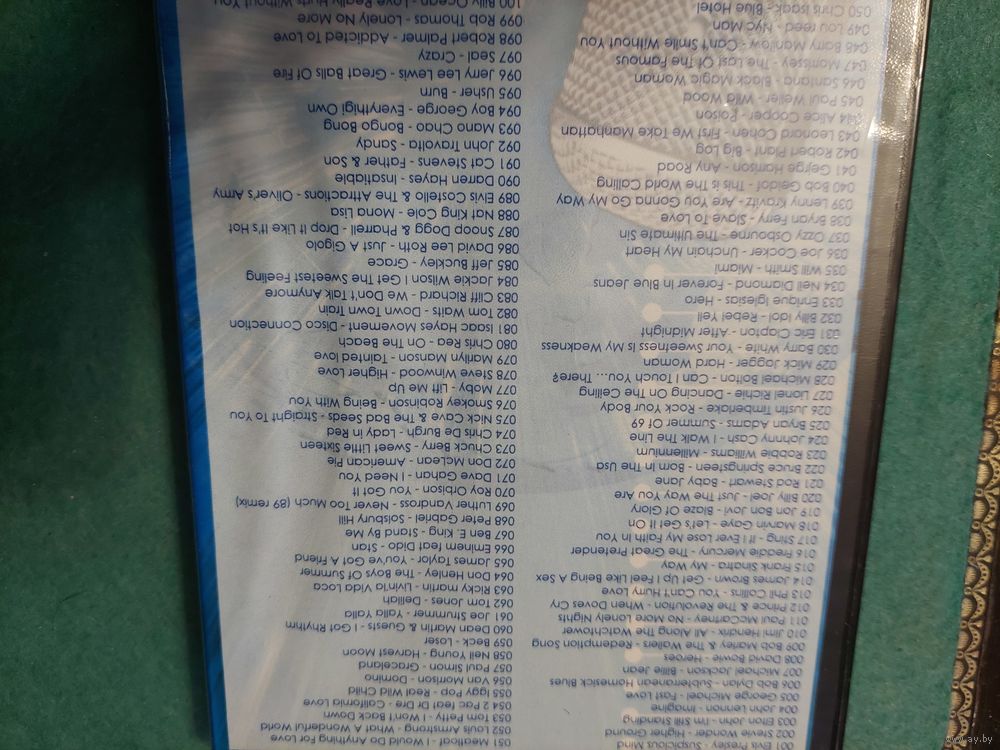 001 Elvis Presley - Suspicious Mind
002 Stevie Wonder - Higher Ground
003 Elton John - I'm Still Standing
004 John Lennon - Imagine
005 George Michael - Fast Love
006 Bob Dylan - Subterranean Homesick Blues
007 Michael Jackson - Billie Jean
008 David Bowie - Heroes
009 Bob Marley & The Wailers - Redemption Song
010 Jimi Hendrix - All Along The Watchtower
011 Paul McCartney - No More Lonely Nights
012 Prince & The Revolution - When Doves Cry
013 Phil Collins - You Can't Hurry Love
014 James Brown - Get Up I Feel Like Being A Sex
015 Frank Sinatra - My Way
016 Freddie Mercury - The Great Pretender
017 Sting - If I Ever Lose My Faith In You
018 Marvin Gaye - Let's Get It On
019 Jon Bon Jovi - Blaze Of Glory
020 Billy Joel - Just The Way You Are
021 Rod Stewart - Baby Jane
022 Bruce Springsteen - Born In The Usa
023 Robbie Williams - Millennium
024 Johnny Cash - I Walk The Line
025 Bryan Adams - Summer Of 69
026 Justin Timberlake - Rock Your Body
027 Lionel Richie - Dancing On The Ceiling
028 Michael Bolton - Can I Touch You.... There?
029 Mick Jagger - Hard Woman
030 Barry White - Your Sweetness Is My Weakness
031 Eric Clapton - After Midnight
032 Billy Idol - Rebel Yell
033 Enrique Iglesias - Hero
034 Neil Diamond - Forever In Blue Jeans
035 Will Smith - Miami
036 Joe Cocker - Unchain My Heart
037 Ozzy Osbourne - The Ultimate Sin
038 Bryan Ferry - Slave To Love
039 Lenny Kravitz - You Are Gonna Go My Way
040 Bob Geldof - This is The World Calling
041 George Harrison - Any Road
042 Robert Plant - Big Log
043 Leonard Cohen - First We Take Manhattan
044 Alice Cooper - Poison
045 Paul Weller - Wild Wood
046 Santana - Black Magic Woman
047 Morrissey - The Last Of The Famous
048 Barry Manilow - Can't Smile Without You
049 Lou Reed - Nyc Man
050 Chris Isaak - Blue Hotel
051 Meatloaf - I Would Do Anything For Love
052 Louis Armstrong - What A Wonderful World
053 Tom Petty - I Won't Back Down
054 2 Pac feat Dr Dre - California Love
055 Iggy Pop - Real Wild Child
056 Van Morrison - Domino
057 Paul Simon - Graceland
058 Neil Young - Harvest Moon
059 Beck - Loser
060 Dean Martin & Guests - I Got Rhythm
061 Joe Strummer - Yalla Yalla
062 Tom Jones - Delilah
063 Ricky martin - Livin'la Vida Loca
064 Don Henley - The Boys Of Summer
065 James Taylor - You've Got A Friend
066 Eminem feat Dido - Stan
067 Ben E. King - Stand By Me
068 Peter Gabriel - Solsbury Hill
069 Luther Vandross - Never Too Much (89 remix)
070 Roy Orbison - You Got It
071 Dave Gahan - I Need You
072 Don McLean - American Pie
073 Chuck Berry - Sweet Little Sixteen
074 Chris De Burgh - Lady in Red
075 Nick Cave & The Bad Seeds - Straight To You
076 Smokey Robinson - Being With You
077 Moby - Lift Me Up
078 Steve Winwood - Higher Love
079 Marilyn Manson - Tainted love
080 Chris Rea - On The Beach
081 Isaac Hayes Movement - Disco Connection
082 Tom Waits - Down Town Train
083 Cliff Richard - We Don't Talk Anymore
084 Jackie Wilson I Get The Sweetest Feeling
085 Jeff Buckley - Grace
086 David Lee - Roth - Just A Gigolo
087 Snoop Dogg & Pharrell - Drop It Like It's Hot
088 Nat King - Cole - Mona Lisa
089 Elvis Costello & The Attractions - Oliver's Army
090 Darren Hayes - Insatiable
091 Cat Stevens - Father & Son
092 John Travolta - Sandy
093 Mano Chao - Bongo Bong
094 Boy George - Everythigi Own
095 Usher - Burn
096 Jerry Lee Lewis - Great Balls Of Fire
097 Seal - Crazy
098 Robert Palmer - Addicted To Love
099 Rob Thomas - Lonely No More
100 Billy Ocean - Love Really Hurts Without You
www.ay.by